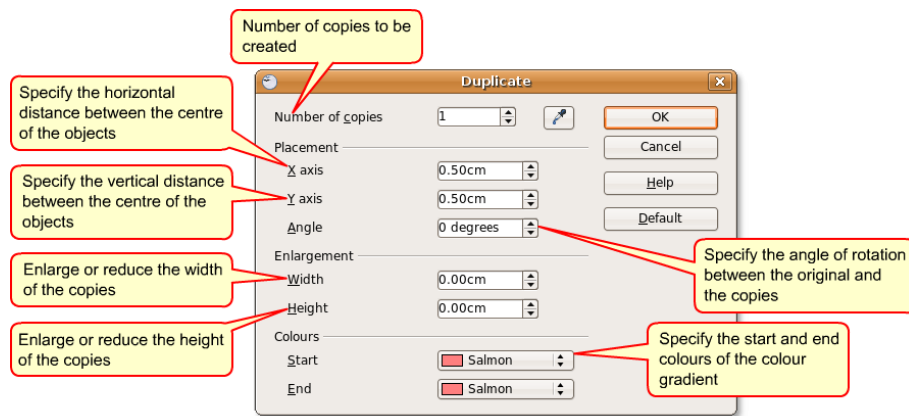 Number of copies to be
created
Duplicate
Specify the horizontal
distance between the centre
of the objects
Number of copies
1
OK
Placement
Cancel
X axis
0.50cm
Specify the vertical distance
between the centre of the
objects
Y axis
0.50cm
Help
Angle
0 degrees
Default
Specify the angle of rotation
between the original and
the copies
Enlargement
Enlarge or reduce the width
of the copies
Width
0.00cm
Height
0.00cm
Enlarge or reduce the height
of the copies
Colours
Start
Salmon
Specify the start and end
colours of the colour
gradient
End
Salmon